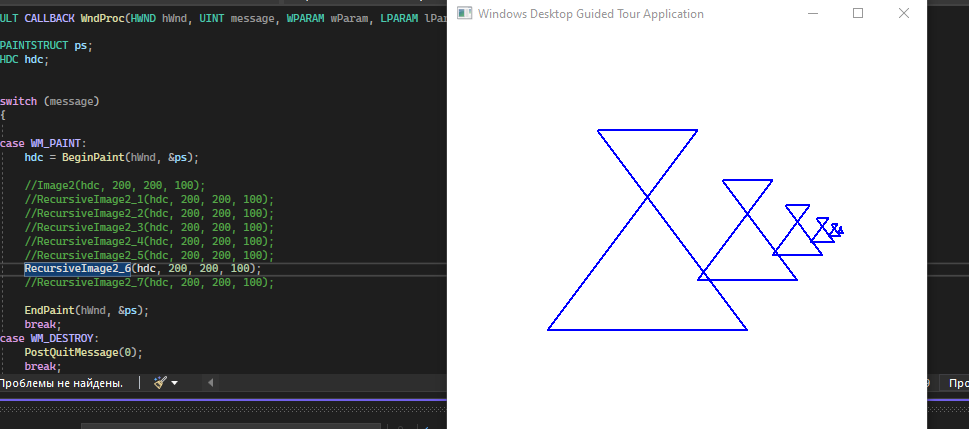 ULT CALLBACK WndProc(HWND hWnd, UINT message, WPARAM wParam, LPARAM lPar
PAINTSTRUCT ps;
HDC hdc;
switch (message)
{
case WM_PAINT:
hdc = BeginPaint(hWnd, &ps);
//Image2(hdc, 200, 200, 100);
//RecursiveImage2_1(hdc, 200, 200, 100);
//RecursiveImage2_2(hdc, 200, 200, 100);
//RecursiveImage2_3(hdc, 200, 200, 100);
//RecursiveImage2_4(hdc, 200, 200, 100);
//RecursiveImage2_5(hdc, 200, 200, 100);
RecursiveImage2_6(hdc, 200, 200, 100);
//RecursiveImage2_7(hdc, 200, 200, 100);
EndPaint(hWnd, &ps);
break;
case WM_DESTROY:
PostQuitMessage(0);
break;
Проблемы не найдены.
Windows Desktop Guided Tour Application
9
Про